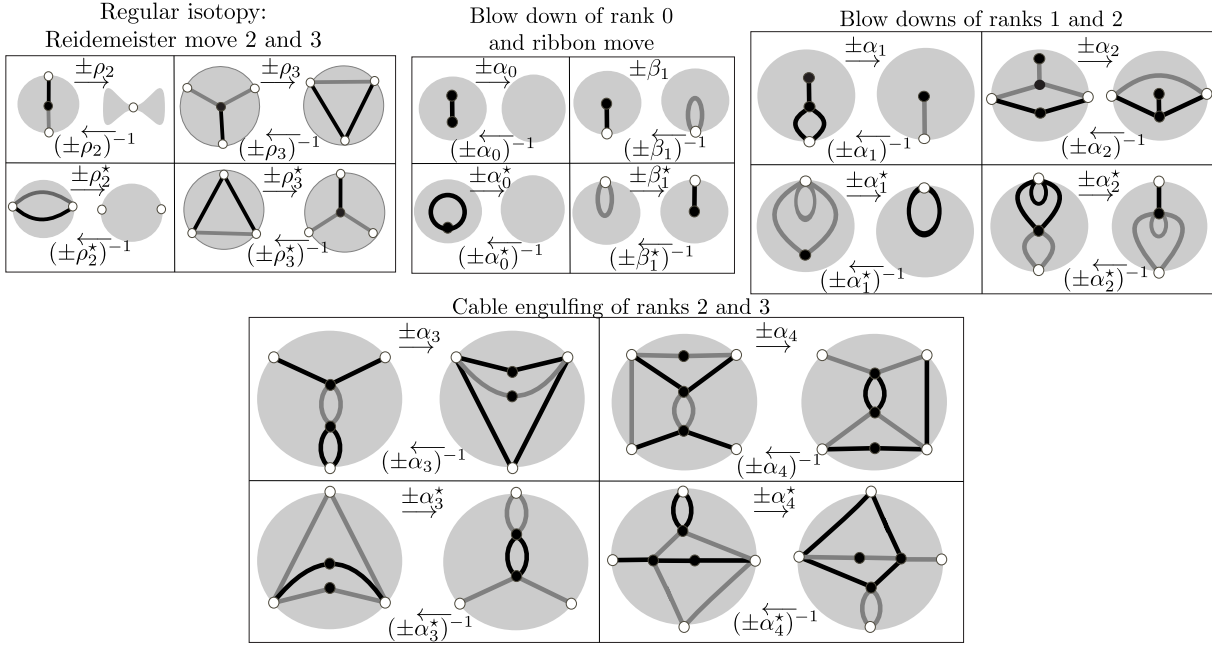 Regular isotopy:
Reidemeister move 2 and 3
±ρ₂
(±ρ₂)⁻¹
±ρ₃
(±ρ₃)⁻¹
±ρ₂⋆
(±ρ₂⋆)⁻¹
±ρ₃⋆
(±ρ₃⋆)⁻¹
Blow down of rank 0
and ribbon move
±α₀
(±α₀)⁻¹
±β₁
(±β₁)⁻¹
±α₀⋆
(±α₀⋆)⁻¹
±β₁⋆
(±β₁⋆)⁻¹
Blow downs of ranks 1 and 2
±α₁
(±α₁)⁻¹
±α₂
(±α₂)⁻¹
±α₁⋆
(±α₁⋆)⁻¹
±α₂⋆
(±α₂⋆)⁻¹
Cable engulfing of ranks 2 and 3
±α₃
(±α₃)⁻¹
±α₄
(±α₄)⁻¹
±α₃⋆
(±α₃⋆)⁻¹
±α₄⋆
(±α₄⋆)⁻¹